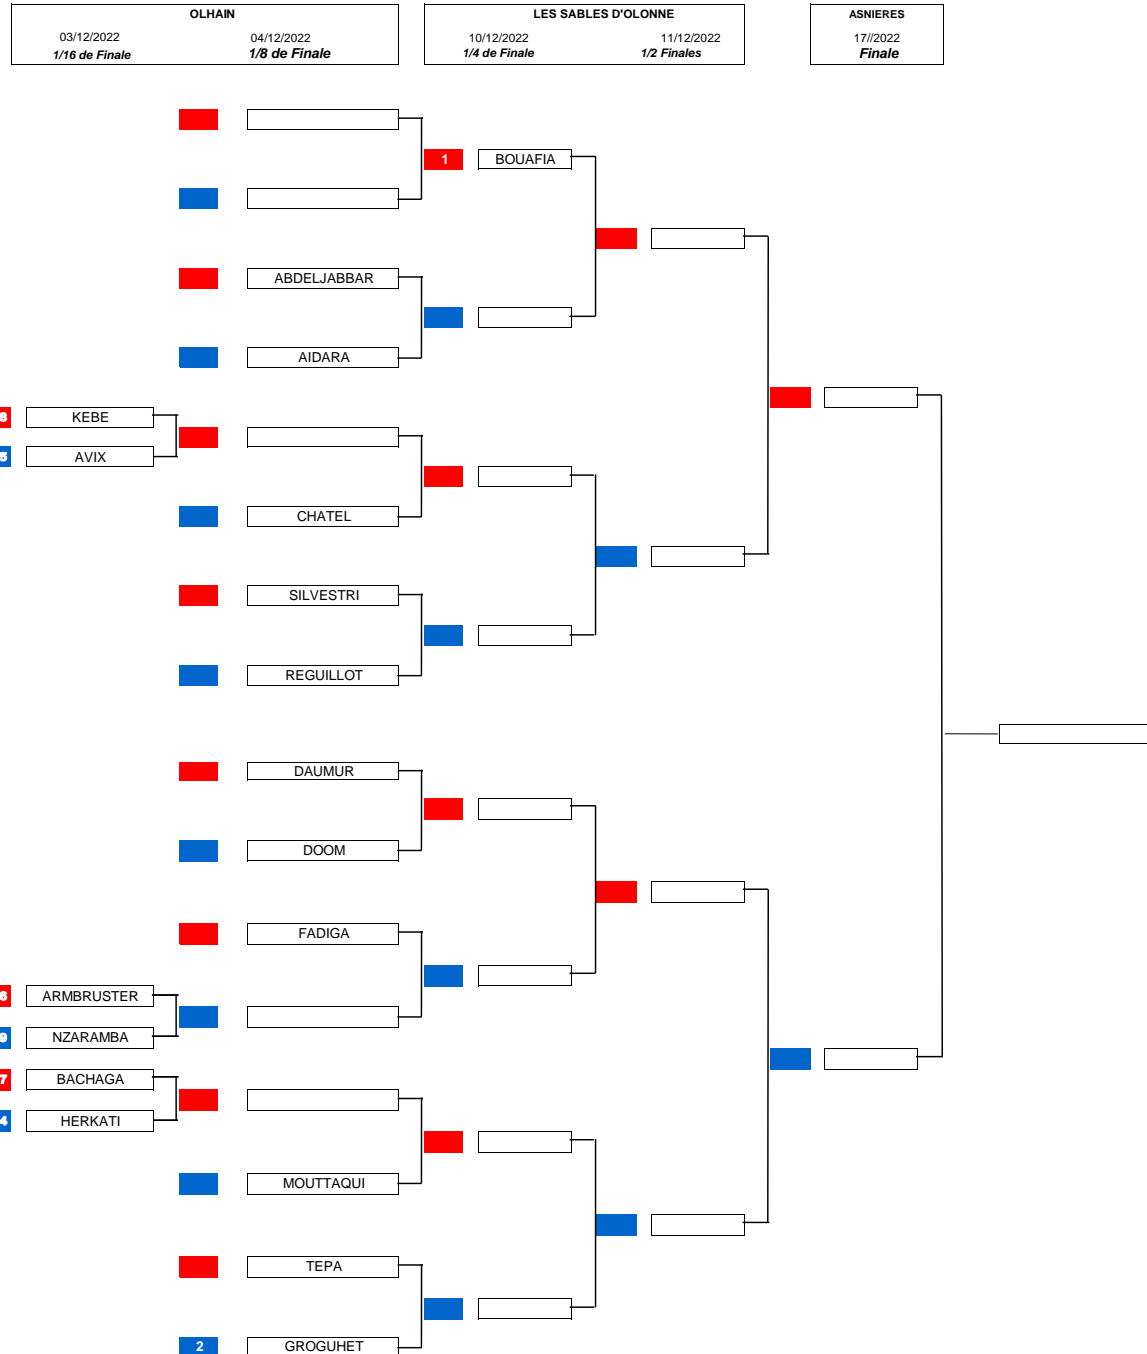 OLHAIN
LES SABLES D'OLONNE
ASNIERES
03/12/2022
04/12/2022
10/12/2022
11/12/2022
17//2022
1/16 de Finale
1/8 de Finale
1/4 de Finale
1/2 Finales
Finale
1
BOUAFIA
ABDELJABBAR
AIDARA
KEBE
AVIX
CHATEL
SILVESTRI
REGUILLOT
DAUMUR
DOOM
FADIGA
ARMBRUSTER
NZARAMBA
7
BACHAGA
4
HERKATI
MOUTTAQUI
TEPA
2
GROGUHET